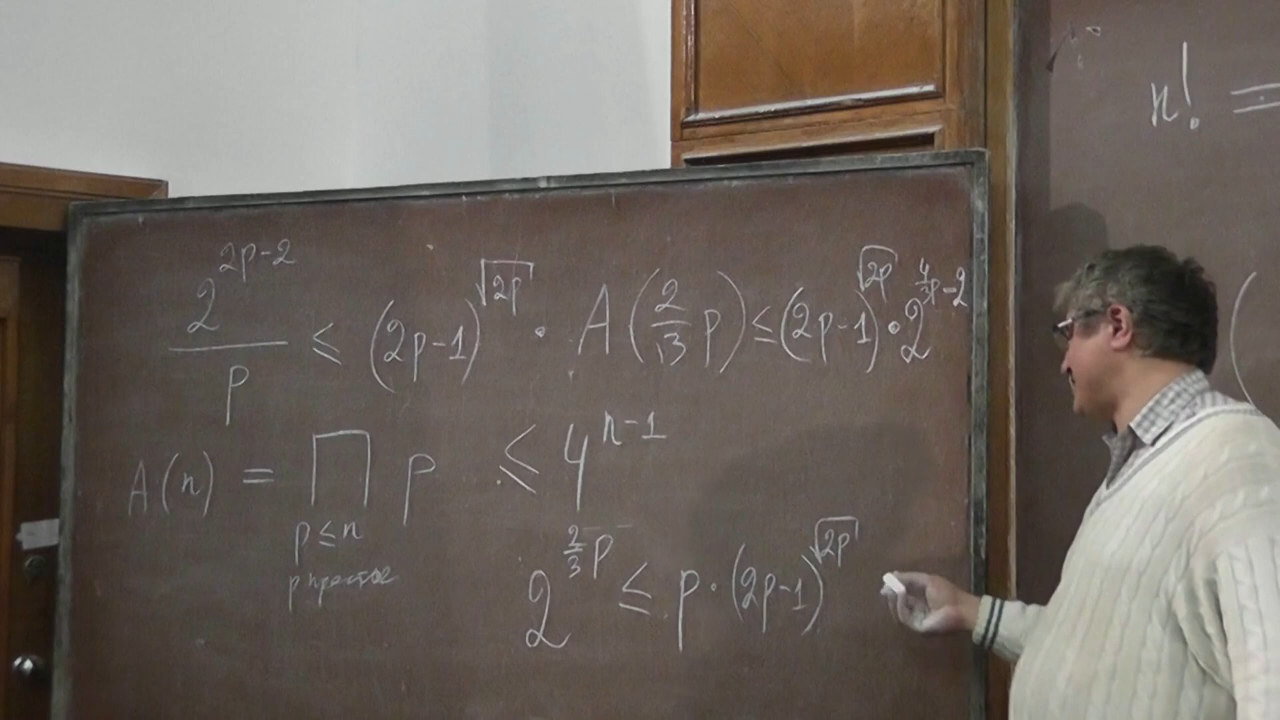 2^{2p-2}/p ≤ (2p-1)^{√2p} · A(2/3 p) ≤ (2p-1)^{√2p} · 2^{4/3p-2}
A(n) = ∏ p ≤ 4^{n-1}
p ≤ n
p простое
2^{2/3 p} ≤ p · (2p-1)^{√2p}
n! =
(